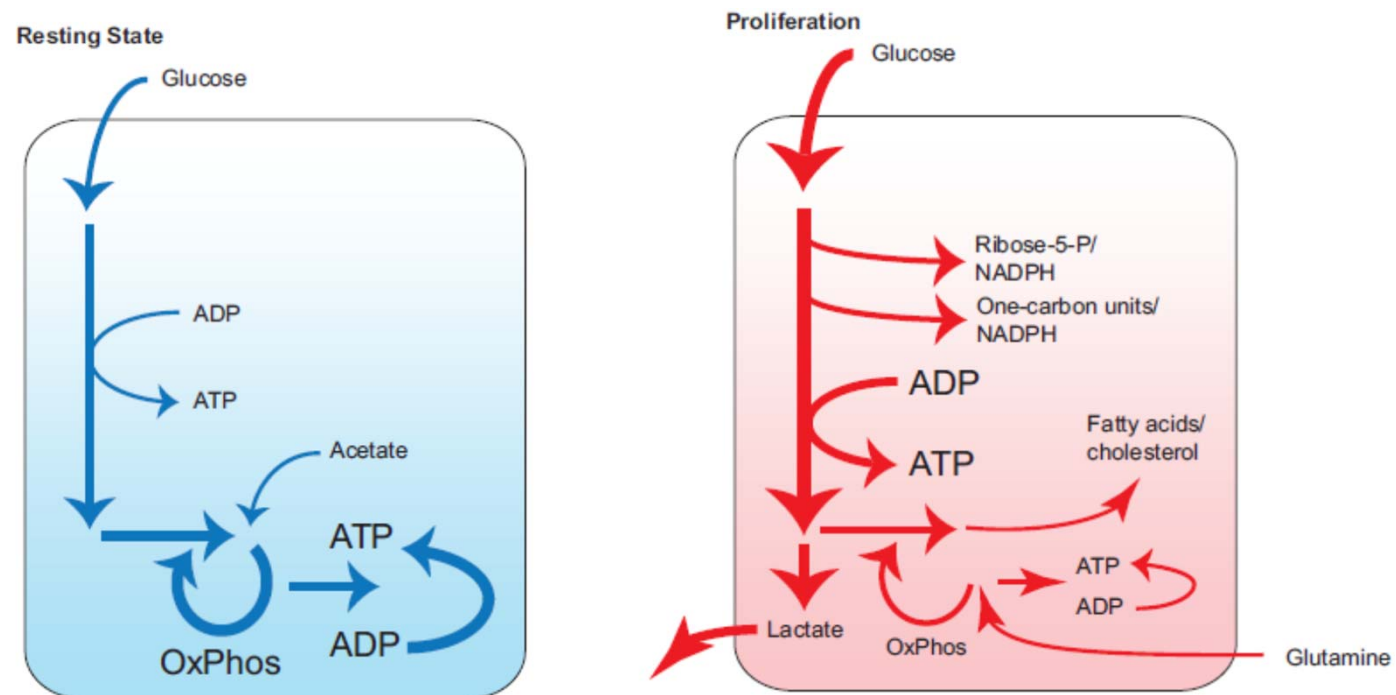 Resting State
Glucose
ADP
ATP
Acetate
ATP
ADP
OxPhos
Proliferation
Glucose
Ribose-5-P/
NADPH
One-carbon units/
NADPH
ADP
ATP
Fatty acids/
cholesterol
ATP
ADP
Lactate
OxPhos
Glutamine